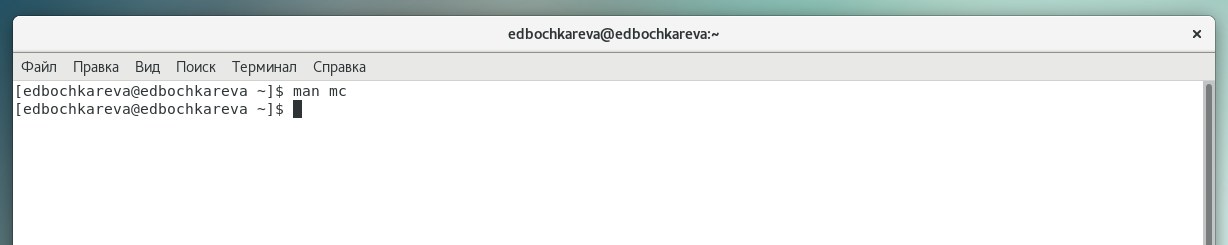 edbochkareva@edbochkareva:~
Файл Правка Вид Поиск Терминал Справка
[edbochkareva@edbochkareva ~]$ man mc
[edbochkareva@edbochkareva ~]$